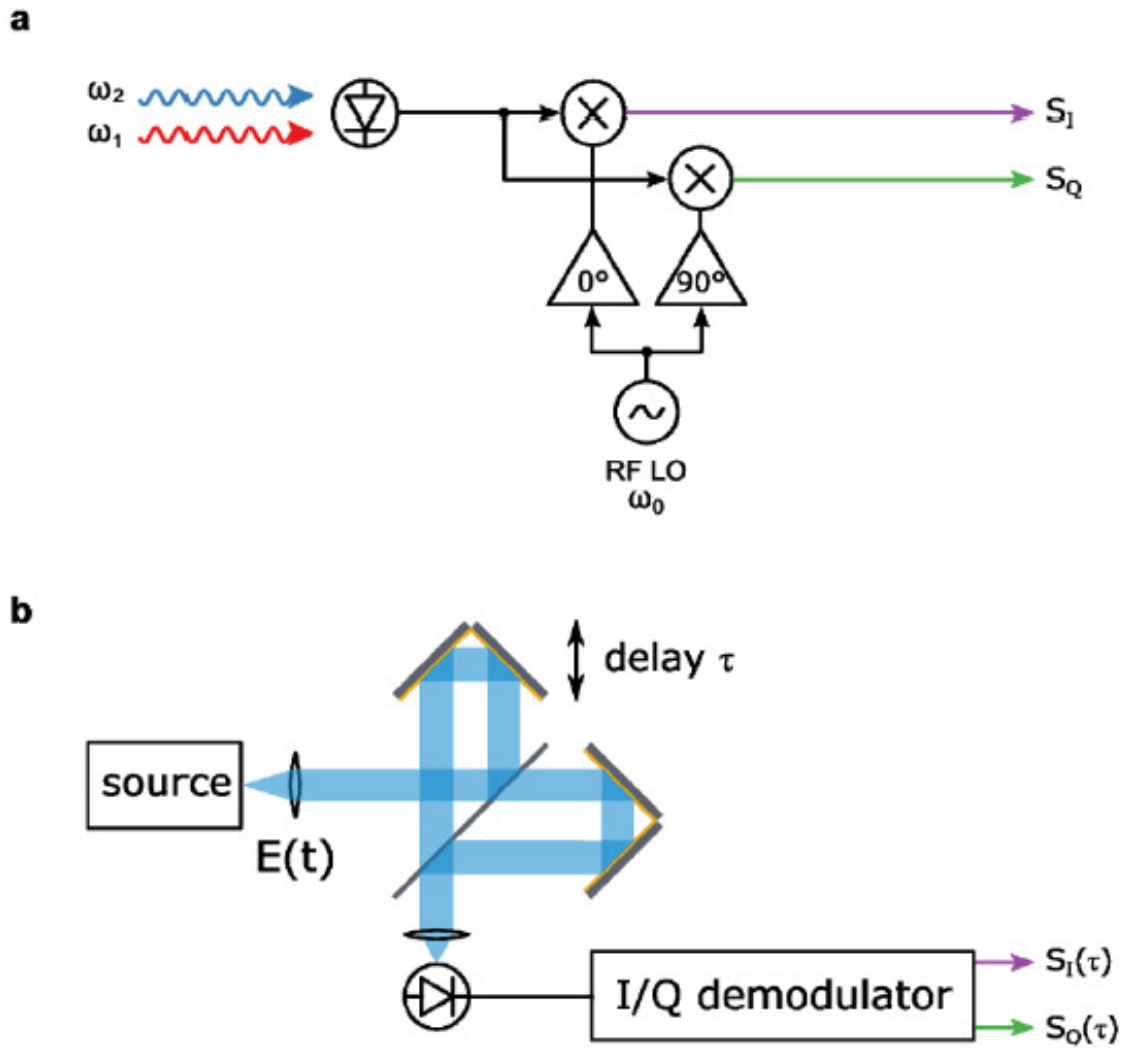 a
ω₂
ω₁
S_I
S_Q
0°
90°
RF LO
ω₀
b
delay τ
source
E(t)
I/Q demodulator
S_I(τ)
S_Q(τ)